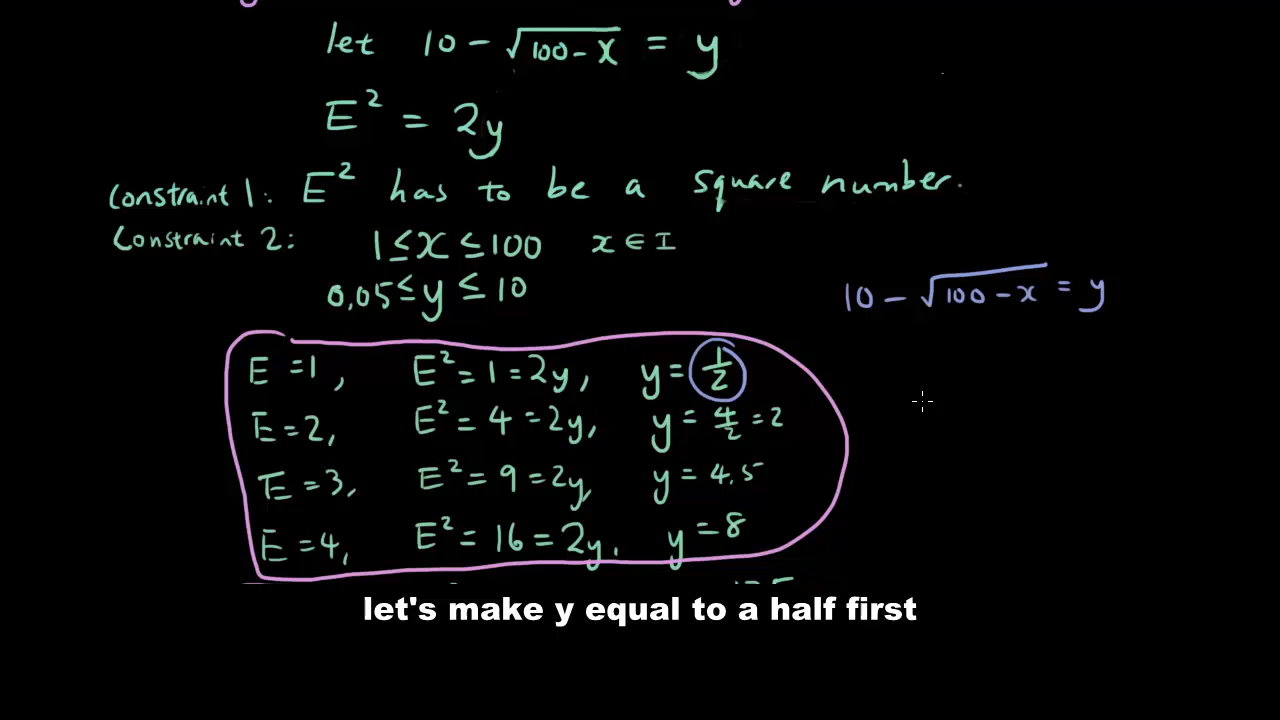 let 10 - √(100 - x) = y
E² = 2y
Constraint 1: E² has to be a square number.
Constraint 2: 1 ≤ x ≤ 100 x ∈ I
0.05 ≤ y ≤ 10
10 - √(100 - x) = y
E = 1, E² = 1 = 2y, y = 1/2
E = 2, E² = 4 = 2y, y = 4/2 = 2
E = 3, E² = 9 = 2y, y = 4.5
E = 4, E² = 16 = 2y. y = 8
let's make y equal to a half first